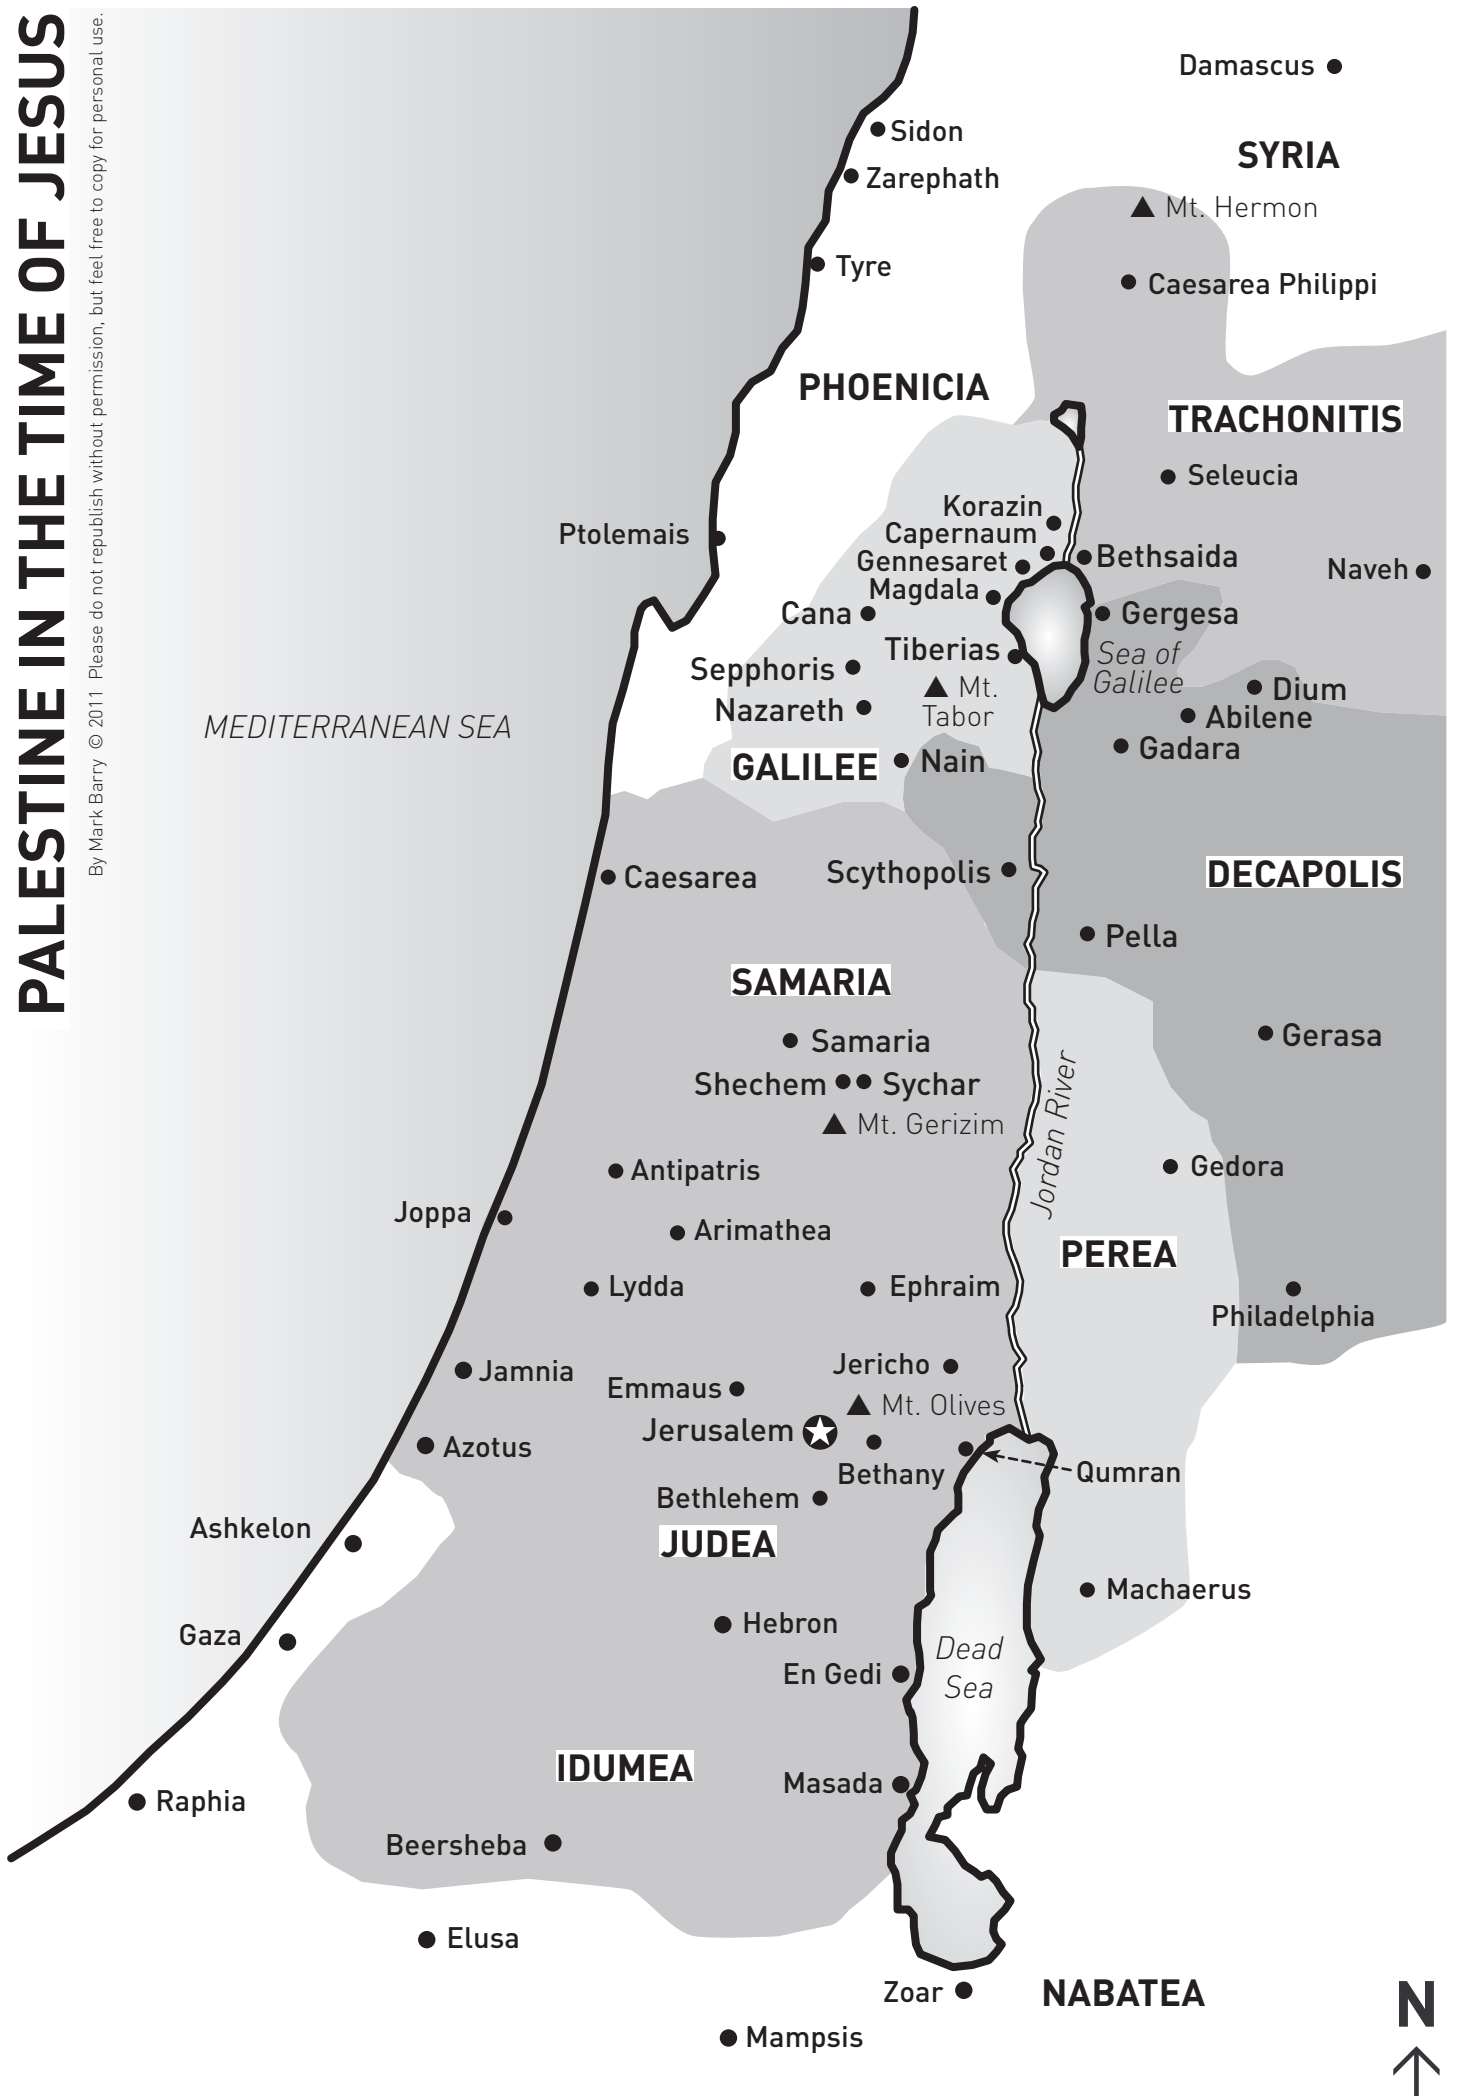 PALESTINE IN THE TIME OF JESUS
By Mark Barry © 2011 Please do not republish without permission, but feel free to copy for personal use.
Damascus
Sidon
SYRIA
Zarephath
Mt. Hermon
Tyre
Caesarea Philippi
PHOENICIA
TRACHONITIS
Seleucia
Korazin
Ptolemais
Capernaum
Bethsaida
Gennesaret
Naveh
Magdala
Cana
Gergesa
Tiberias
Sea of
Galilee
Sepphoris
Mt.
Tabor
Dium
Nazareth
Abilene
MEDITERRANEAN SEA
Gadara
GALILEE
Nain
Scythopolis
DECAPOLIS
Caesarea
Pella
SAMARIA
Gerasa
Samaria
Shechem
Sychar
Mt. Gerizim
Jordan River
Antipatris
Gedora
Joppa
Arimathea
PEREA
Lydda
Ephraim
Philadelphia
Jericho
Jamnia
Emmaus
Mt. Olives
Jerusalem
Azotus
Bethany
Qumran
Bethlehem
Ashkelon
JUDEA
Machaerus
Hebron
Gaza
Dead
Sea
En Gedi
IDUMEA
Masada
Raphia
Beersheba
Elusa
Zoar
NABATEA
N
Mampsis